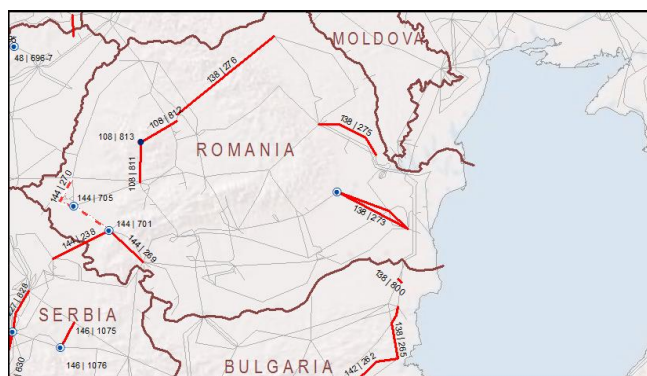 MOLDOVA
48 | 696-7
138 | 276
108 | 812
108 | 813
138 | 275
ROMANIA
108 | 811
144 | 270
144 | 705
144 | 701
138 | 273
144 | 238
144 | 269
138 | 800
SERBIA
138 | 265
146 | 1075
146 | 1076
142 | 262
BULGARIA